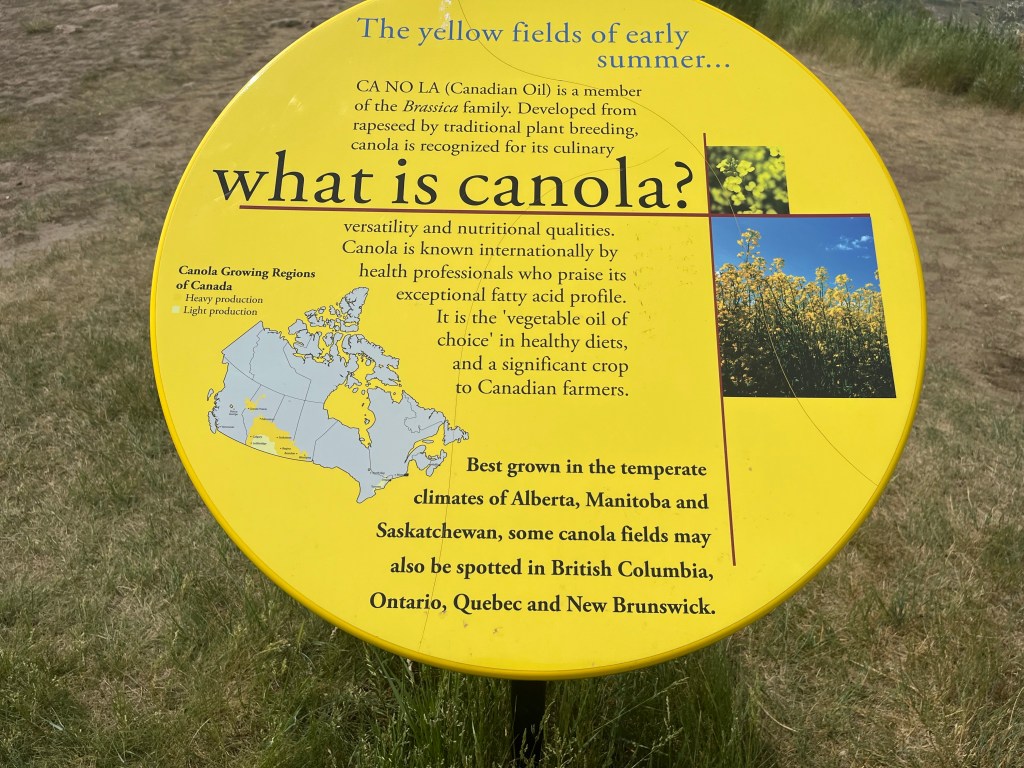 The yellow fields of early
summer...
CA NO LA (Canadian Oil) is a member
of the Brassica family. Developed from
rapeseed by traditional plant breeding,
canola is recognized for its culinary
what is canola?
versatility and nutritional qualities.
Canola is known internationally by
health professionals who praise its
exceptional fatty acid profile.
It is the 'vegetable oil of
choice' in healthy diets,
and a significant crop
to Canadian farmers.
Canola Growing Regions
of Canada
Heavy production
Light production
Best grown in the temperate
climates of Alberta, Manitoba and
Saskatchewan, some canola fields may
also be spotted in British Columbia,
Ontario, Quebec and New Brunswick.